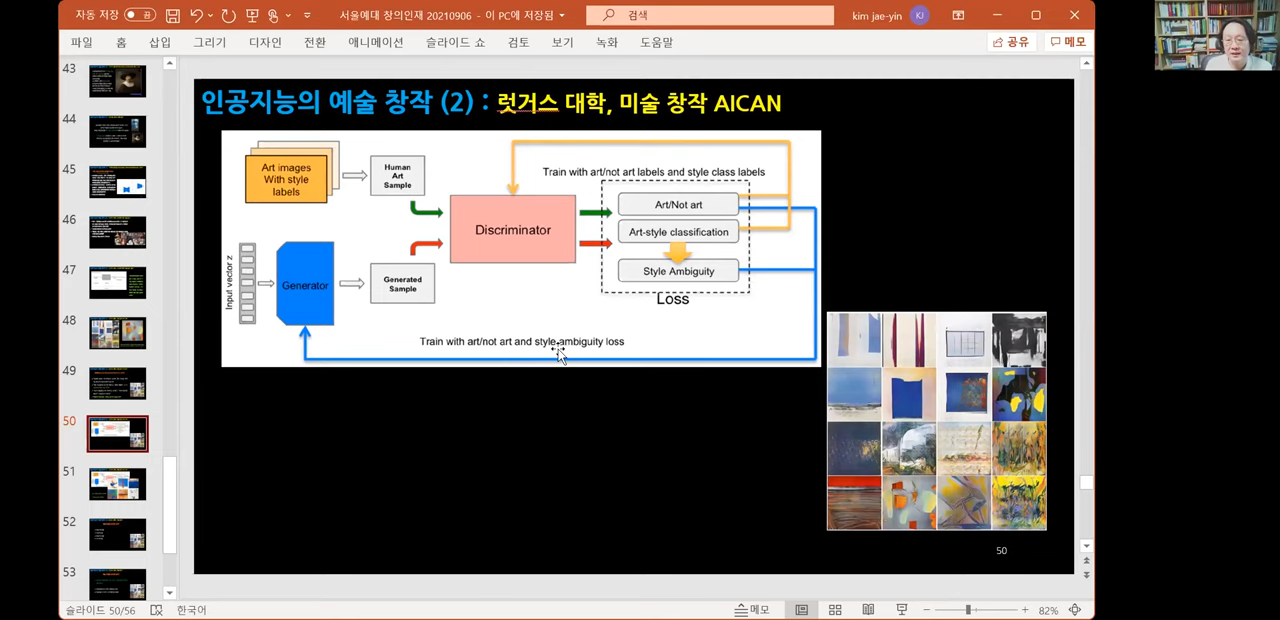 자동 저장 끔
서울예대 창의인재 20210906 - 이 PC에 저장됨
검색
kim jae-yin KJ
파일 홈 삽입 그리기 디자인 전환 애니메이션 슬라이드 쇼 검토 보기 녹화 도움말
공유 메모
43
44
45
46
47
48
49
50
51
52
53
인공지능의 예술 창작 (2) : 럿거스 대학, 미술 창작 AICAN
Art images
With style
labels
Human
Art
Sample
Train with art/not art labels and style class labels
Discriminator
Art/Not art
Art-style classification
Style Ambiguity
Loss
Input vector z
Generator
Generated
Sample
Train with art/not art and style ambiguity loss
50
슬라이드 50/56 한국어 메모 82%